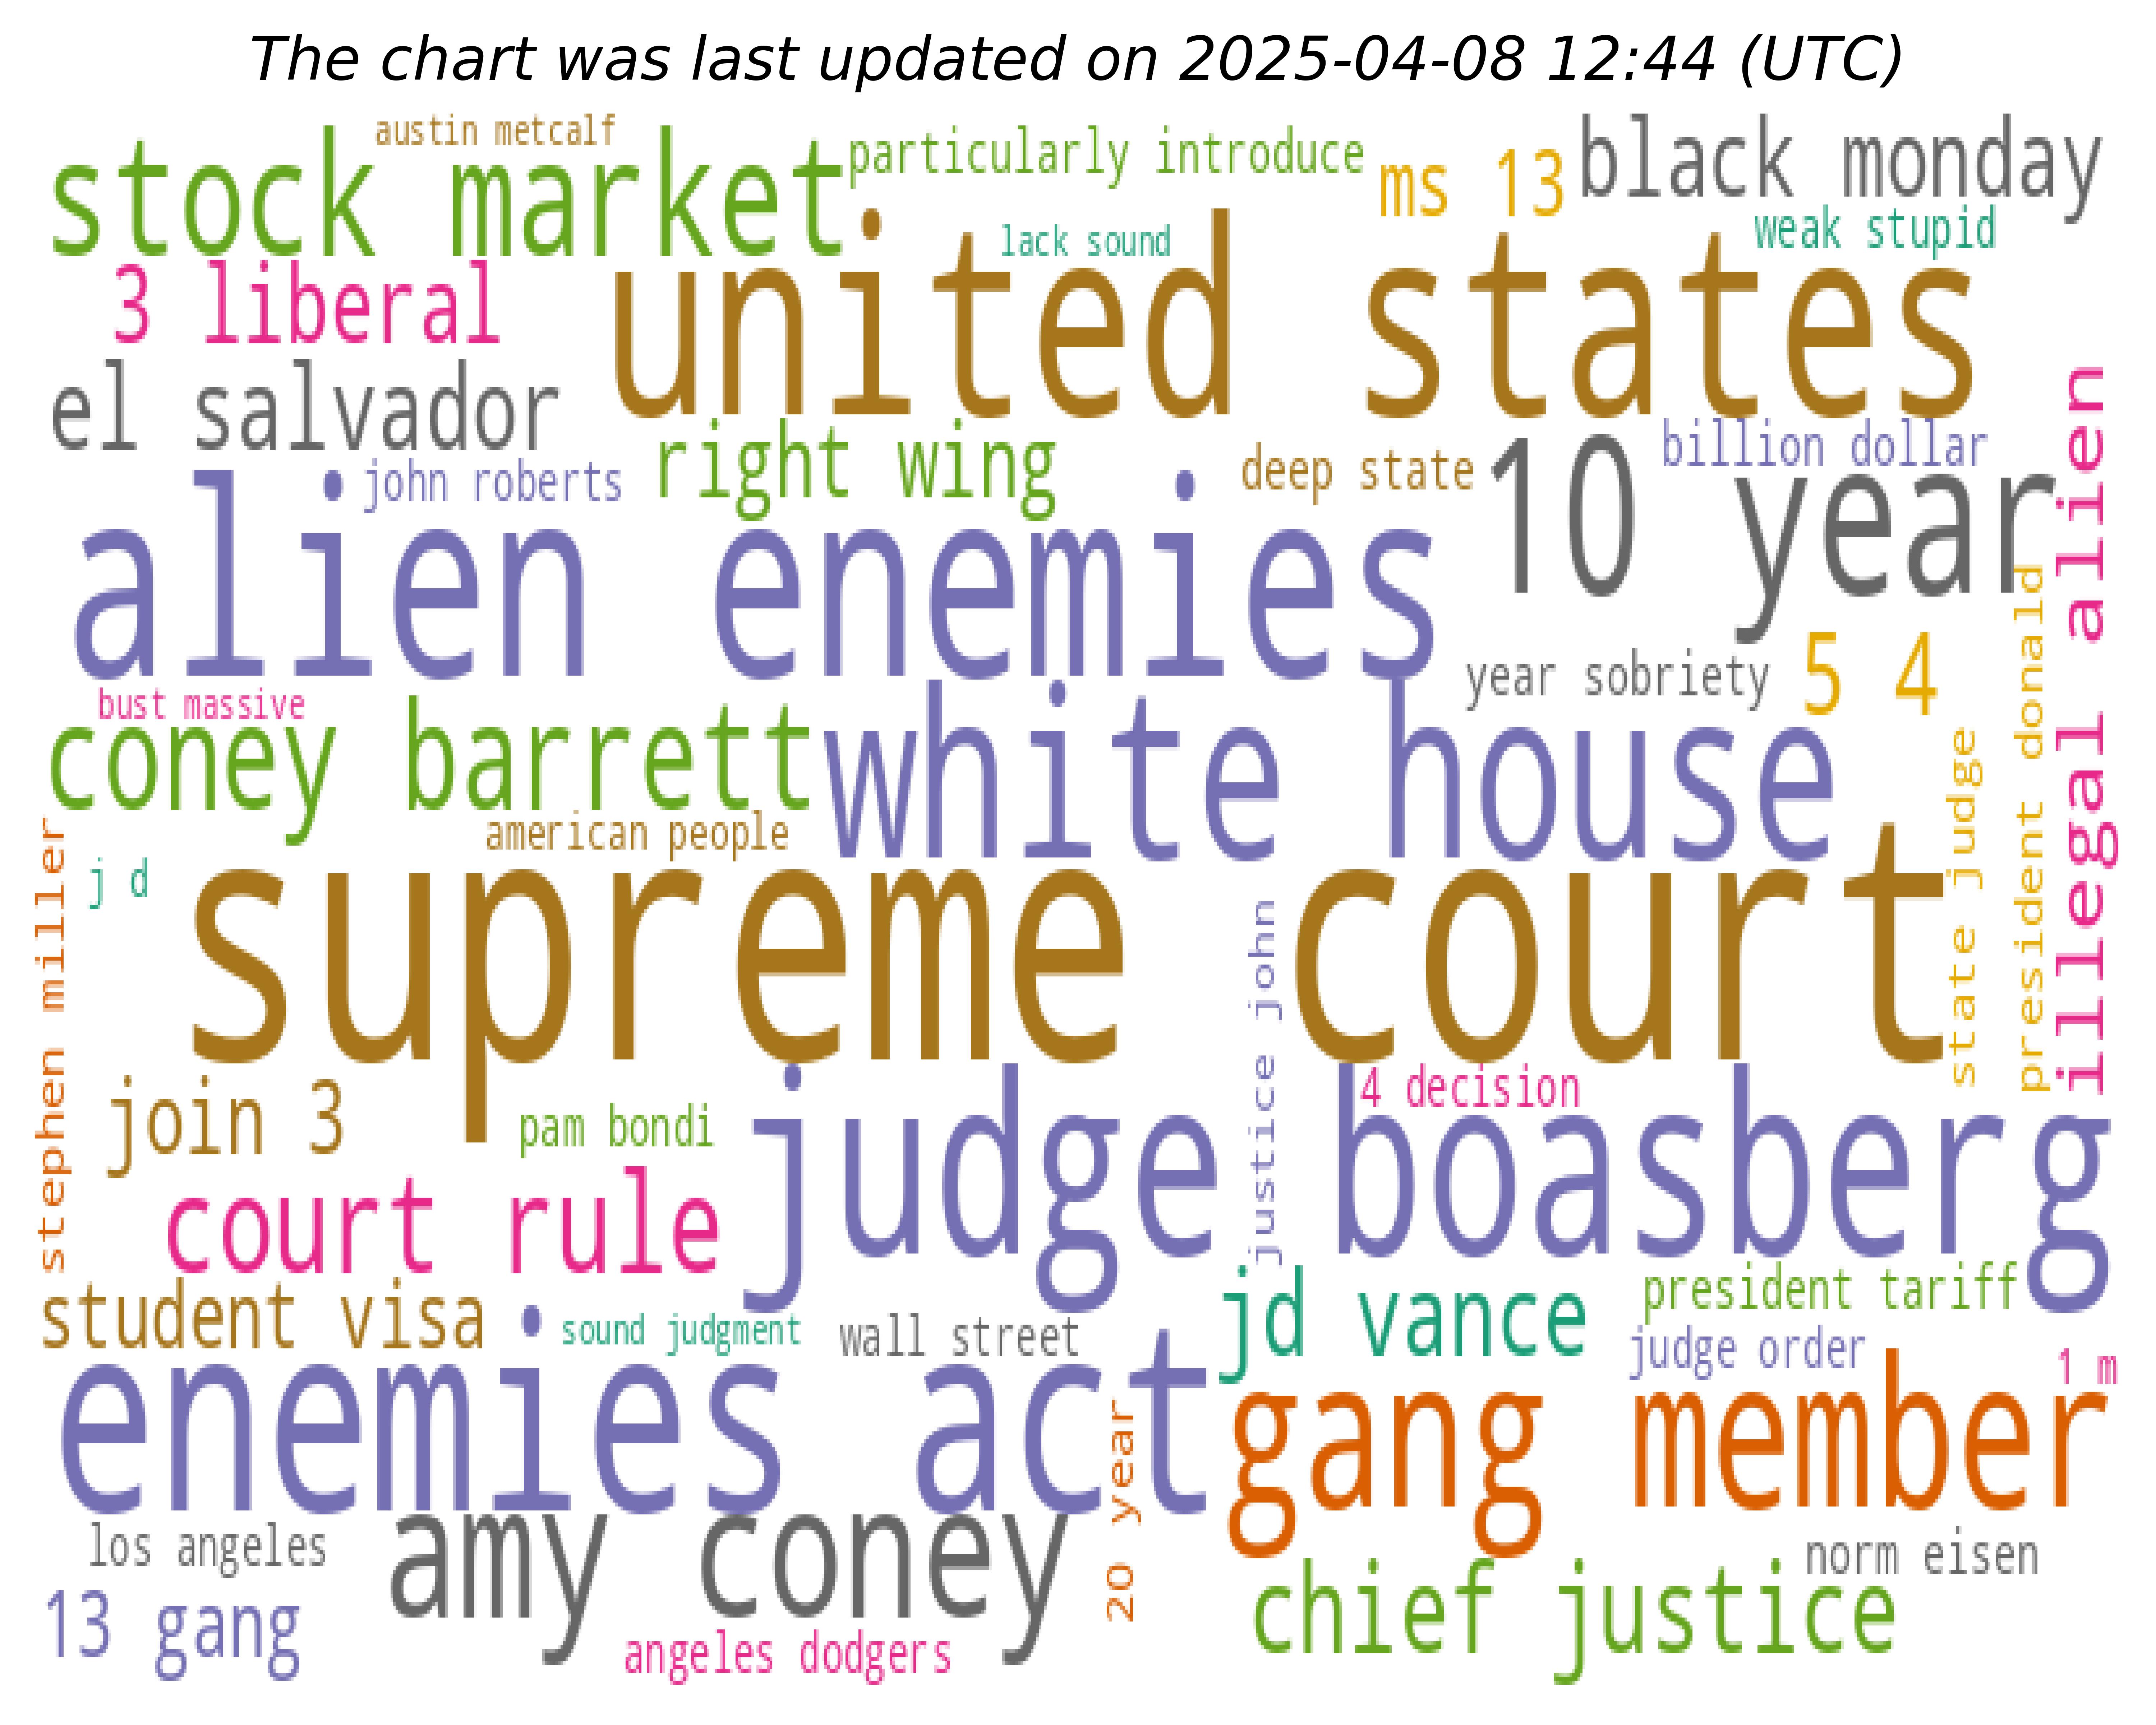 The chart was last updated on 2025-04-08 12:44 (UTC)
austin metcalf
stock market
particularly introduce
ms 13
black monday
weak stupid
lack sound
3 liberal
united states
el salvador
right wing
john roberts
deep state
billion dollar
10 year
illegal alien
alien enemies
president donald
year sobriety
5 4
bust massive
coney barrett
white house
state judge
american people
stephen miller
j d
supreme court
justice john
4 decision
join 3
pam bondi
judge boasberg
court rule
student visa
sound judgment
wall street
jd vance
president tariff
judge order
1 m
enemies act
20 year
gang member
los angeles
amy coney
norm eisen
13 gang
chief justice
angeles dodgers